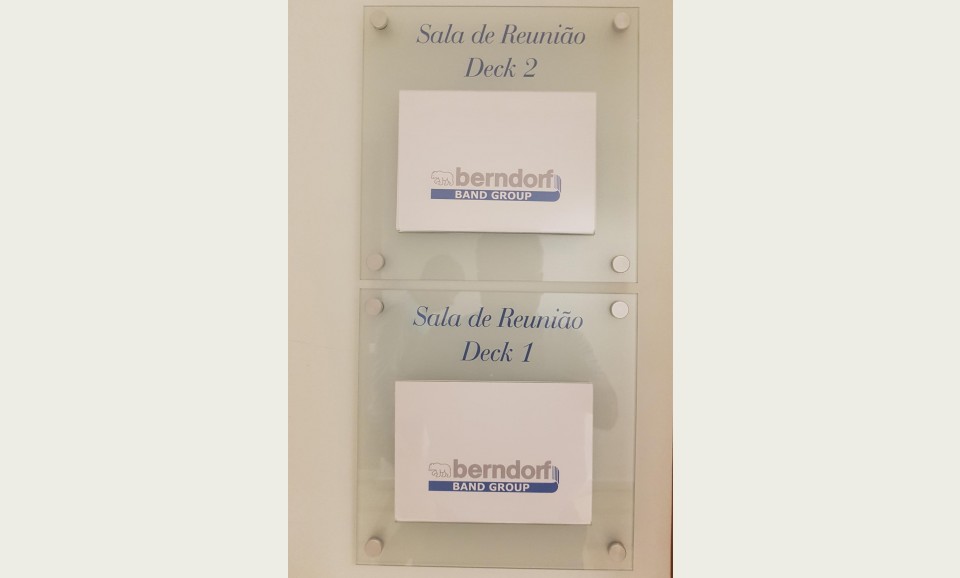 Sala de Reunião
Deck 2
berndorf
BAND GROUP
Sala de Reunião
Deck 1
berndorf
BAND GROUP